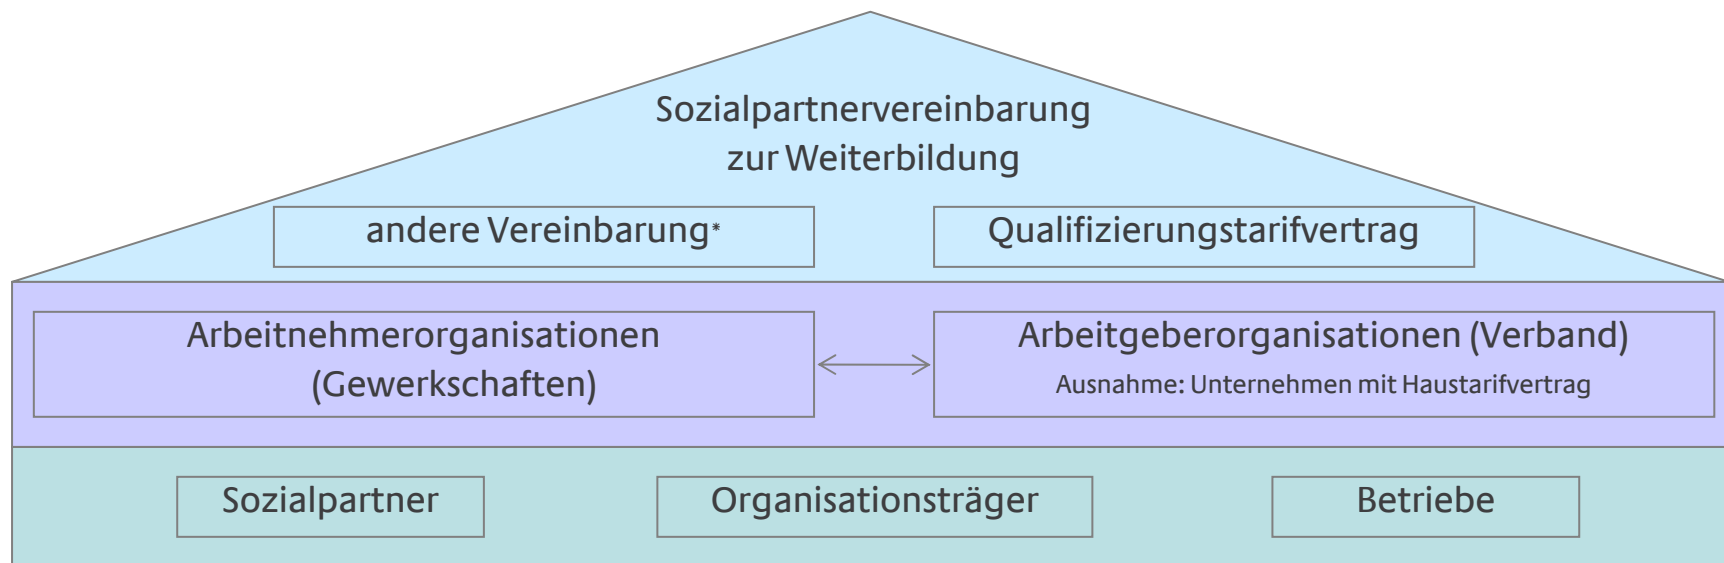 Sozialpartnervereinbarung
zur Weiterbildung
andere Vereinbarung*
Qualifizierungstarifvertrag
Arbeitnehmerorganisationen
(Gewerkschaften)
Arbeitgeberorganisationen (Verband)
Ausnahme: Unternehmen mit Haustarifvertrag
Sozialpartner
Organisationsträger
Betriebe